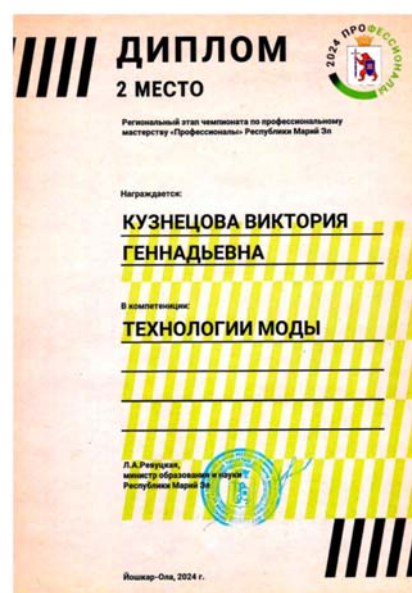 ДИПЛОМ
2 МЕСТО
2024 ПРОФЕССИОНАЛЫ
Региональный этап чемпионата по профессиональному
мастерству «Профессионалы» Республики Марий Эл
Награждается:
КУЗНЕЦОВА ВИКТОРИЯ
ГЕННАДЬЕВНА
В компетенции:
ТЕХНОЛОГИИ МОДЫ
Л.А.Ревуцкая,
министр образования и науки
Республики Марий Эл
Йошкар-Ола, 2024 г.